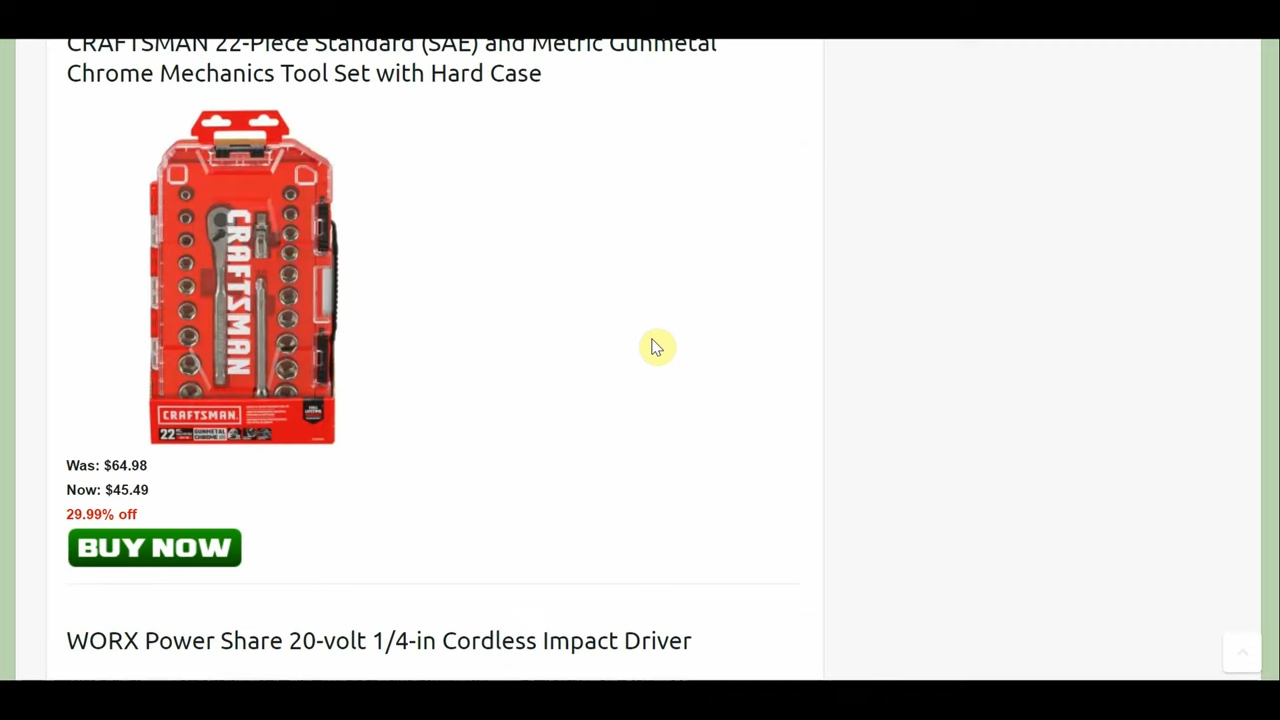 CRAFTSMAN 22-Piece Standard (SAE) and Metric Gunmetal
Chrome Mechanics Tool Set with Hard Case
CRAFTSMAN
CRAFTSMAN
22
GUNMETAL
CHROME
Was: $64.98
Now: $45.49
29.99% off
BUY NOW
WORX Power Share 20-volt 1/4-in Cordless Impact Driver